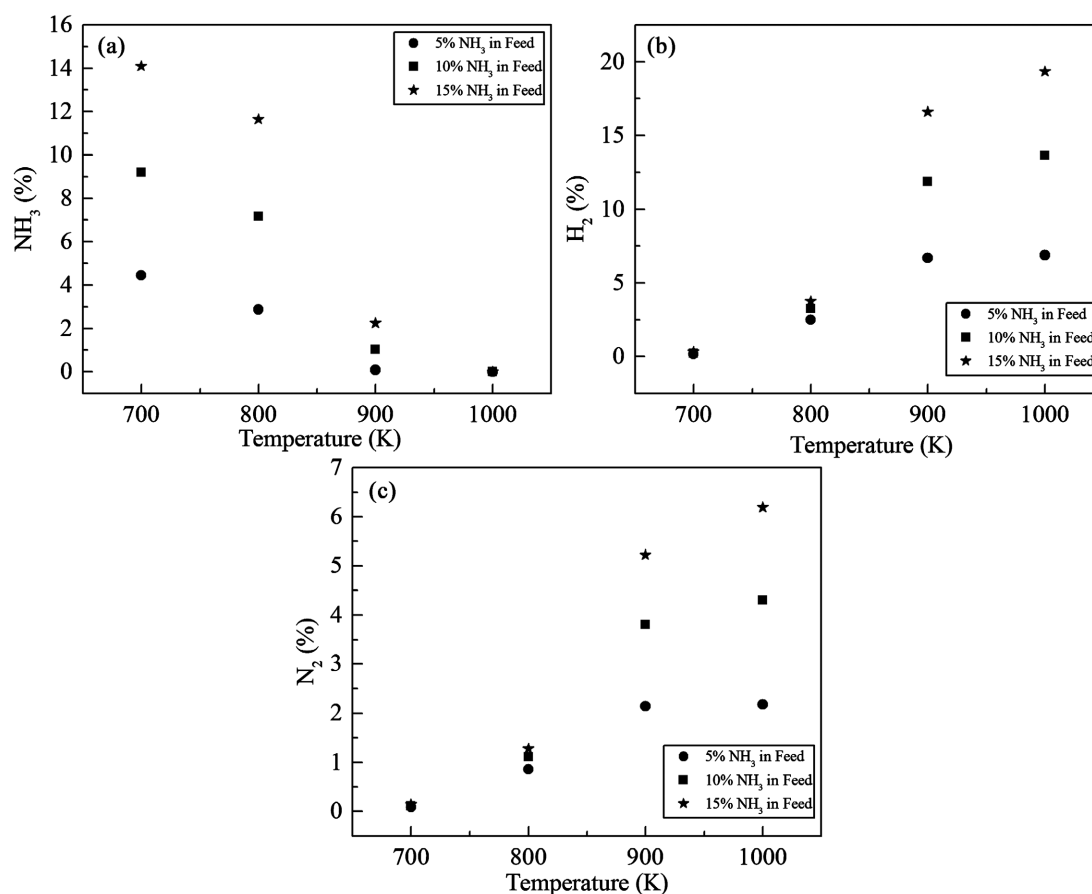 (a)
16
14
12
10
8
6
4
2
0
NH₃ (%)
5% NH₃ in Feed
10% NH₃ in Feed
15% NH₃ in Feed
700 800 900 1000
Temperature (K)
(b)
20
15
10
5
0
H₂ (%)
5% NH₃ in Feed
10% NH₃ in Feed
15% NH₃ in Feed
700 800 900 1000
Temperature (K)
(c)
7
6
5
4
3
2
1
0
N₂ (%)
5% NH₃ in Feed
10% NH₃ in Feed
15% NH₃ in Feed
700 800 900 1000
Temperature (K)